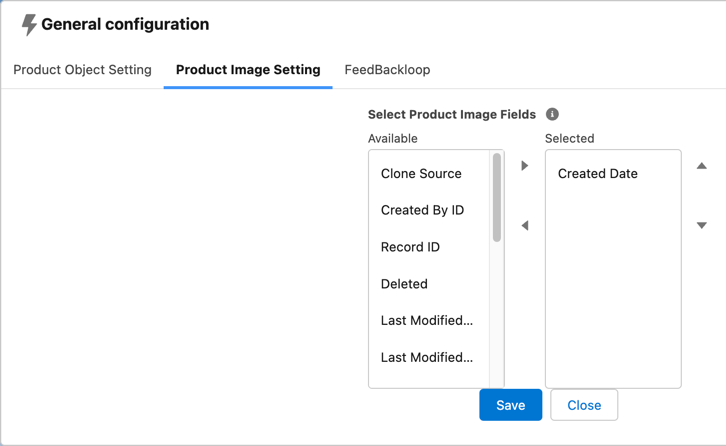 General configuration
Product Object Setting
Product Image Setting
FeedBackloop
Select Product Image Fields
Available
Selected
Clone Source
Created By ID
Record ID
Deleted
Last Modified...
Last Modified...
Created Date
Save
Close